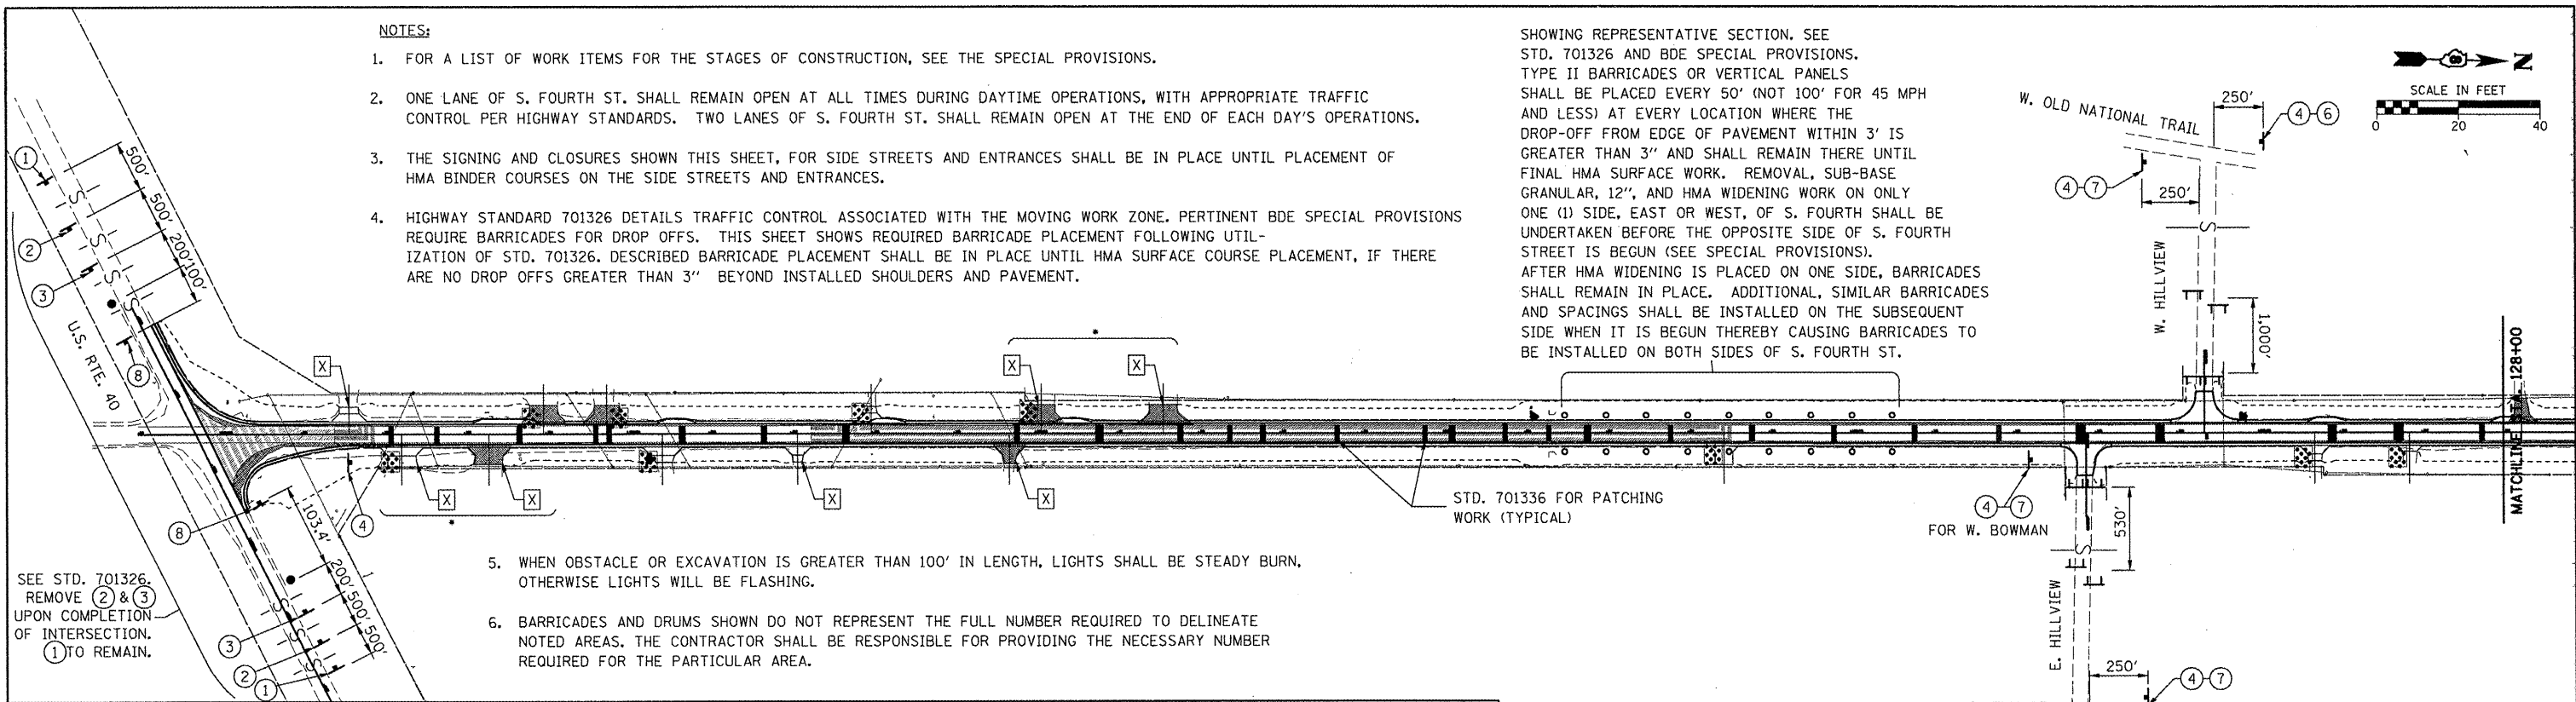 NOTES:
1. FOR A LIST OF WORK ITEMS FOR THE STAGES OF CONSTRUCTION, SEE THE SPECIAL PROVISIONS.
2. ONE LANE OF S. FOURTH ST. SHALL REMAIN OPEN AT ALL TIMES DURING DAYTIME OPERATIONS, WITH APPROPRIATE TRAFFIC
CONTROL PER HIGHWAY STANDARDS. TWO LANES OF S. FOURTH ST. SHALL REMAIN OPEN AT THE END OF EACH DAY'S OPERATIONS.
3. THE SIGNING AND CLOSURES SHOWN THIS SHEET, FOR SIDE STREETS AND ENTRANCES SHALL BE IN PLACE UNTIL PLACEMENT OF
HMA BINDER COURSES ON THE SIDE STREETS AND ENTRANCES.
4. HIGHWAY STANDARD 701326 DETAILS TRAFFIC CONTROL ASSOCIATED WITH THE MOVING WORK ZONE. PERTINENT BDE SPECIAL PROVISIONS
REQUIRE BARRICADES FOR DROP OFFS. THIS SHEET SHOWS REQUIRED BARRICADE PLACEMENT FOLLOWING UTIL-
IZATION OF STD. 701326. DESCRIBED BARRICADE PLACEMENT SHALL BE IN PLACE UNTIL HMA SURFACE COURSE PLACEMENT, IF THERE
ARE NO DROP OFFS GREATER THAN 3" BEYOND INSTALLED SHOULDERS AND PAVEMENT.
SHOWING REPRESENTATIVE SECTION. SEE
STD. 701326 AND BDE SPECIAL PROVISIONS.
TYPE II BARRICADES OR VERTICAL PANELS
SHALL BE PLACED EVERY 50' (NOT 100' FOR 45 MPH
AND LESS) AT EVERY LOCATION WHERE THE
DROP-OFF FROM EDGE OF PAVEMENT WITHIN 3' IS
GREATER THAN 3" AND SHALL REMAIN THERE UNTIL
FINAL HMA SURFACE WORK. REMOVAL, SUB-BASE
GRANULAR, 12", AND HMA WIDENING WORK ON ONLY
ONE (1) SIDE, EAST OR WEST, OF S. FOURTH SHALL BE
UNDERTAKEN BEFORE THE OPPOSITE SIDE OF S. FOURTH
STREET IS BEGUN (SEE SPECIAL PROVISIONS).
AFTER HMA WIDENING IS PLACED ON ONE SIDE, BARRICADES
SHALL REMAIN IN PLACE. ADDITIONAL, SIMILAR BARRICADES
AND SPACINGS SHALL BE INSTALLED ON THE SUBSEQUENT
SIDE WHEN IT IS BEGUN THEREBY CAUSING BARRICADES TO
BE INSTALLED ON BOTH SIDES OF S. FOURTH ST.
N
SCALE IN FEET
0 20 40
W. OLD NATIONAL TRAIL
250'
4 6
4 7
250'
S
W. HILLVIEW
1,000'
MATCHLINE STA. 128+00
1
500'
500'
200'
100'
2
3
S
S
S
U.S. RTE. 40
8
X
*
X
X
X
X
X
X
*
4
8
103.4'
200'
500'
500'
S
S
S
3
2
1
SEE STD. 701326.
REMOVE 2 & 3
UPON COMPLETION
OF INTERSECTION.
1 TO REMAIN.
STD. 701336 FOR PATCHING
WORK (TYPICAL)
4 7
FOR W. BOWMAN
530'
S
E. HILLVIEW
250'
4 7
5. WHEN OBSTACLE OR EXCAVATION IS GREATER THAN 100' IN LENGTH, LIGHTS SHALL BE STEADY BURN,
OTHERWISE LIGHTS WILL BE FLASHING.
6. BARRICADES AND DRUMS SHOWN DO NOT REPRESENT THE FULL NUMBER REQUIRED TO DELINEATE
NOTED AREAS. THE CONTRACTOR SHALL BE RESPONSIBLE FOR PROVIDING THE NECESSARY NUMBER
REQUIRED FOR THE PARTICULAR AREA.